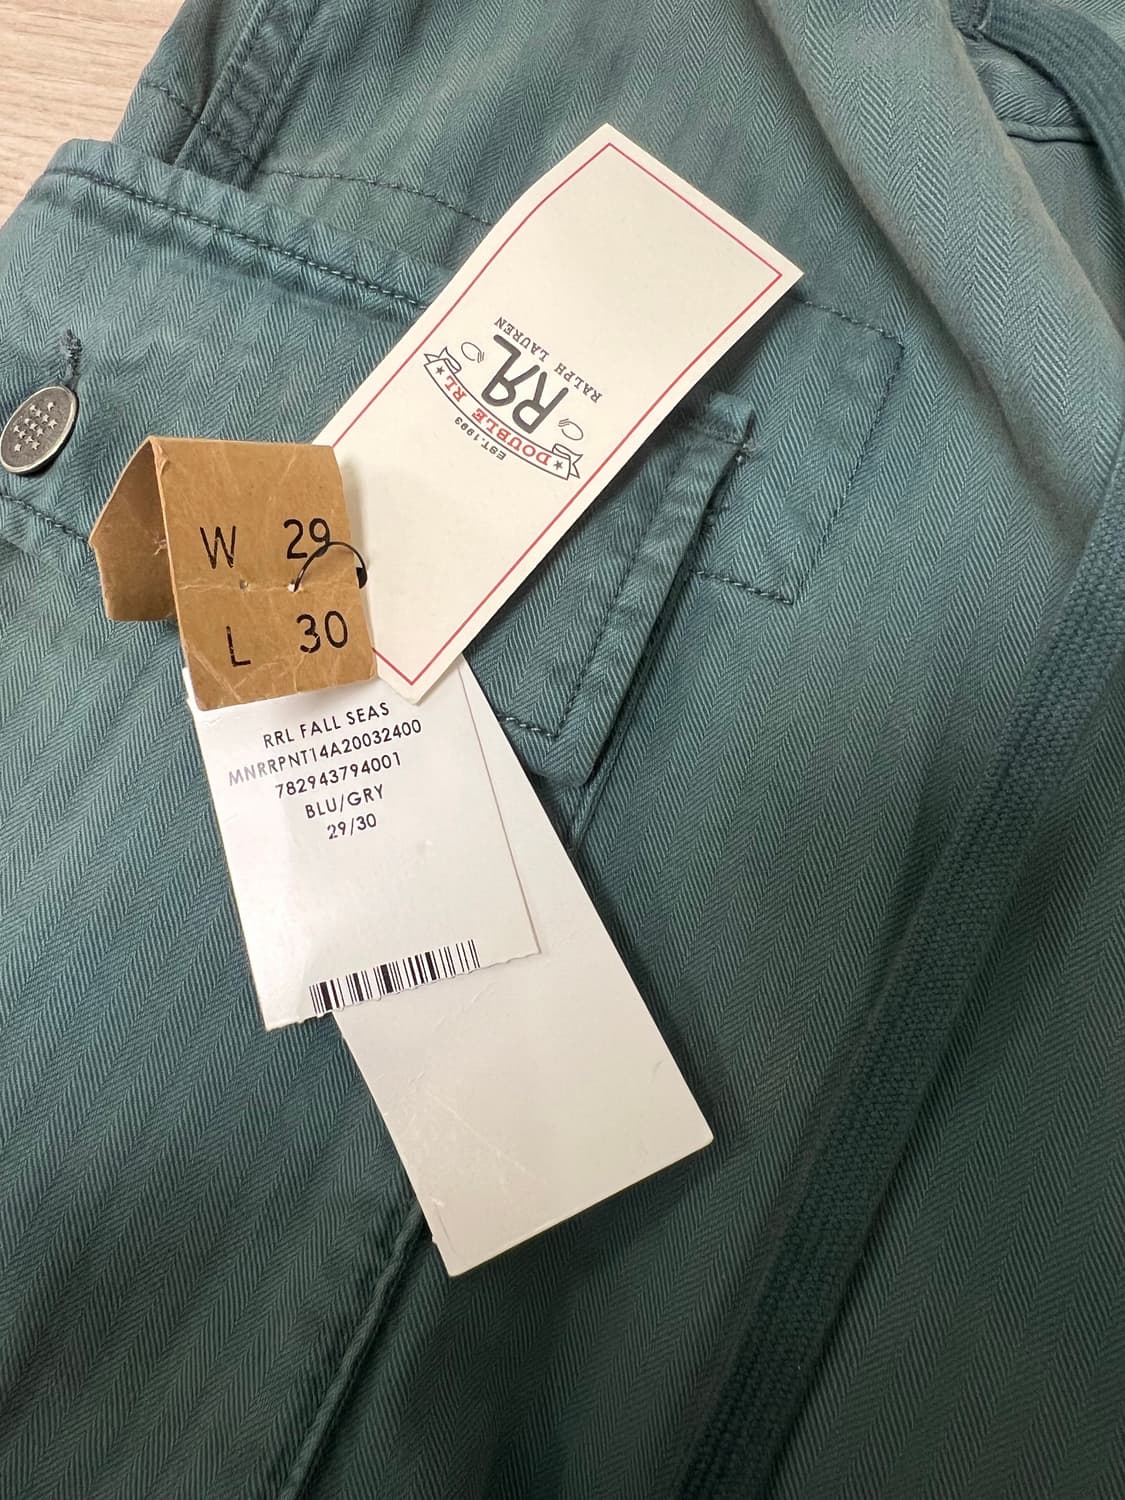 EST. 1993
DOUBLE RL
RRL
RALPH LAUREN
W 29
L 30
RRL FALL SEAS
MNRRPNT14A20032400
782943794001
BLU/GRY
29/30